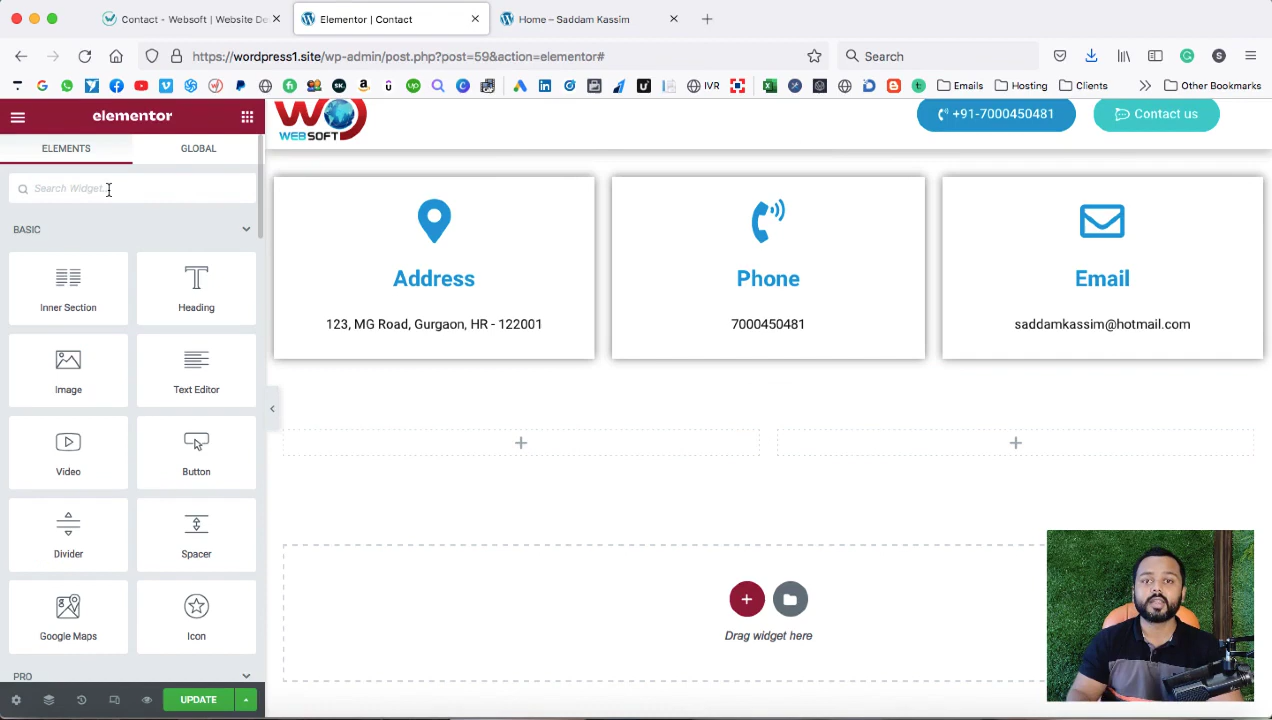 Contact - Websoft | Website De
Elementor | Contact
Home – Saddam Kassim
https://wordpress1.site/wp-admin/post.php?post=59&action=elementor#
Search
IVR
Emails
Hosting
Clients
Other Bookmarks
elementor
ELEMENTS
GLOBAL
Search Widget...
BASIC
Inner Section
Heading
Image
Text Editor
Video
Button
Divider
Spacer
Google Maps
Icon
PRO
UPDATE
WEBSOFT
+91-7000450481
Contact us
Address
123, MG Road, Gurgaon, HR - 122001
Phone
7000450481
Email
saddamkassim@hotmail.com
Drag widget here